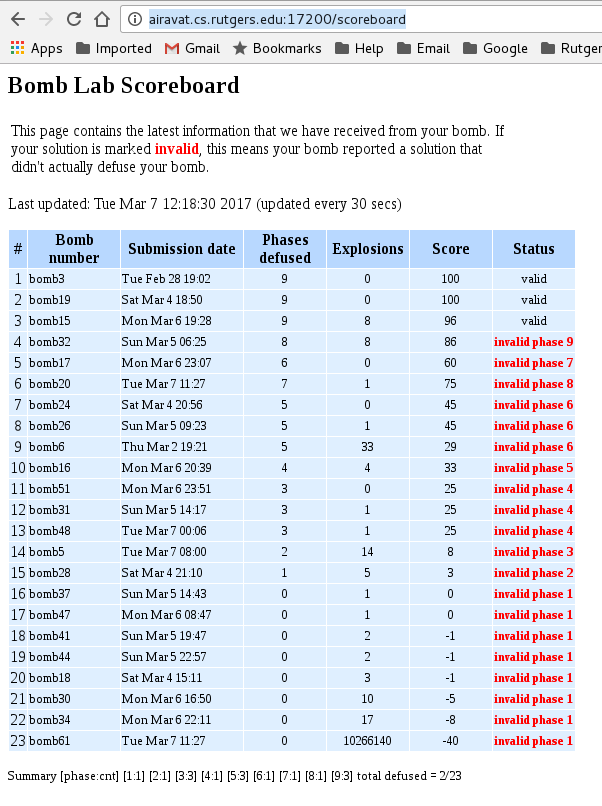 airavat.cs.rutgers.edu:17200/scoreboard
Apps Imported Gmail Bookmarks Help Email Google Rutger
Bomb Lab Scoreboard
This page contains the latest information that we have received from your bomb. If
your solution is marked invalid, this means your bomb reported a solution that
didn't actually defuse your bomb.
Last updated: Tue Mar 7 12:18:30 2017 (updated every 30 secs)
# Bomb number Submission date Phases defused Explosions Score Status
1 bomb3 Tue Feb 28 19:02 9 0 100 valid
2 bomb19 Sat Mar 4 18:50 9 0 100 valid
3 bomb15 Mon Mar 6 19:28 9 8 96 valid
4 bomb32 Sun Mar 5 06:25 8 8 86 invalid phase 9
5 bomb17 Mon Mar 6 23:07 6 0 60 invalid phase 7
6 bomb20 Tue Mar 7 11:27 7 1 75 invalid phase 8
7 bomb24 Sat Mar 4 20:56 5 0 45 invalid phase 6
8 bomb26 Sun Mar 5 09:23 5 1 45 invalid phase 6
9 bomb6 Thu Mar 2 19:21 5 33 29 invalid phase 6
10 bomb16 Mon Mar 6 20:39 4 4 33 invalid phase 5
11 bomb51 Mon Mar 6 23:51 3 0 25 invalid phase 4
12 bomb31 Sun Mar 5 14:17 3 1 25 invalid phase 4
13 bomb48 Tue Mar 7 00:06 3 1 25 invalid phase 4
14 bomb5 Tue Mar 7 08:00 2 14 8 invalid phase 3
15 bomb28 Sat Mar 4 21:10 1 5 3 invalid phase 2
16 bomb37 Sun Mar 5 14:43 0 1 0 invalid phase 1
17 bomb47 Mon Mar 6 08:47 0 1 0 invalid phase 1
18 bomb41 Sun Mar 5 19:47 0 2 -1 invalid phase 1
19 bomb44 Sun Mar 5 22:57 0 2 -1 invalid phase 1
20 bomb18 Sat Mar 4 15:11 0 3 -1 invalid phase 1
21 bomb30 Mon Mar 6 16:50 0 10 -5 invalid phase 1
22 bomb34 Mon Mar 6 22:11 0 17 -8 invalid phase 1
23 bomb61 Tue Mar 7 11:27 0 10266140 -40 invalid phase 1
Summary [phase:cnt] [1:1] [2:1] [3:3] [4:1] [5:3] [6:1] [7:1] [8:1] [9:3] total defused = 2/23